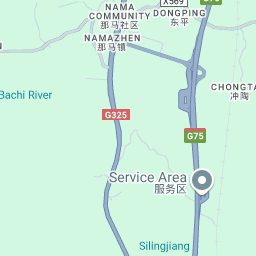 NAMA
COMMUNITY
那马社区
NAMAZHEN
那马镇
X569
DONGPING
东平
G75
CHONGTA
冲陶
Bachi River
G325
G75
Service Area
服务区
Silingjiang